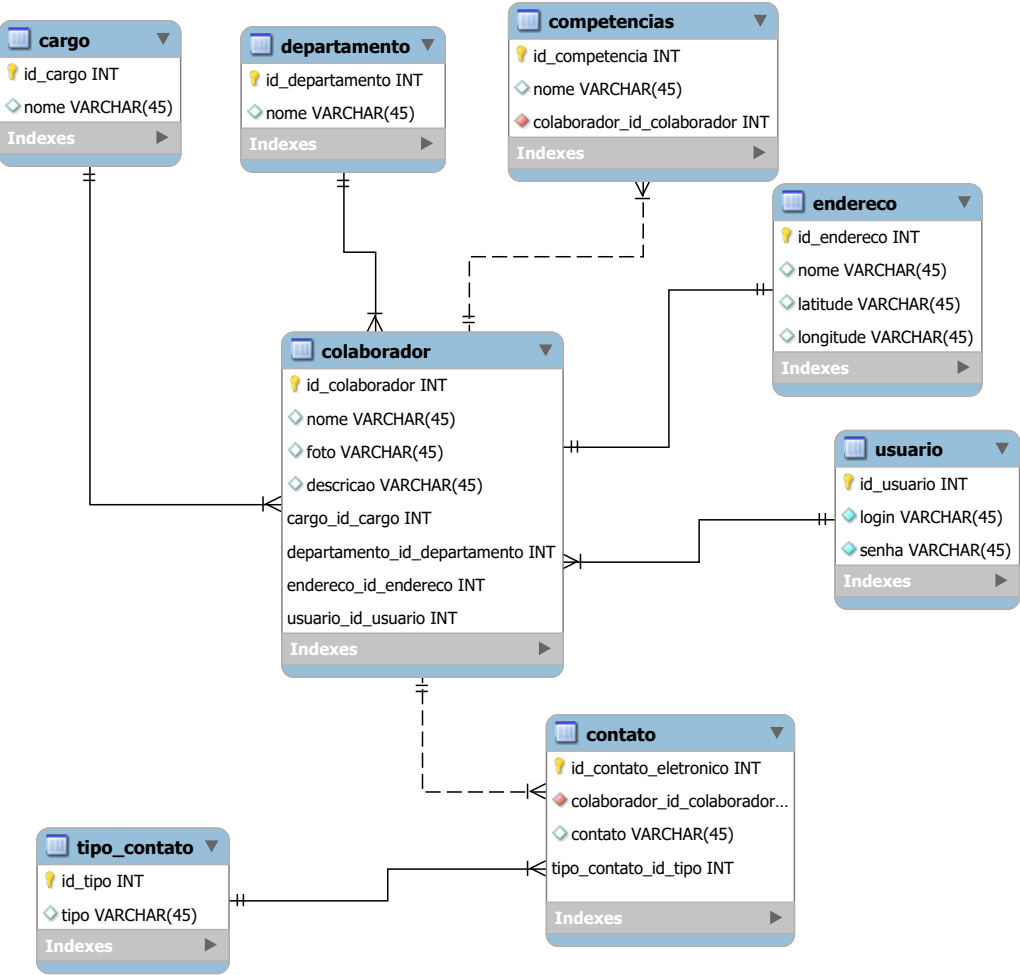 cargo
id_cargo INT
nome VARCHAR(45)
Indexes
departamento
id_departamento INT
nome VARCHAR(45)
Indexes
competencias
id_competencia INT
nome VARCHAR(45)
colaborador_id_colaborador INT
Indexes
endereco
id_endereco INT
nome VARCHAR(45)
latitude VARCHAR(45)
longitude VARCHAR(45)
Indexes
colaborador
id_colaborador INT
nome VARCHAR(45)
foto VARCHAR(45)
descricao VARCHAR(45)
cargo_id_cargo INT
departamento_id_departamento INT
endereco_id_endereco INT
usuario_id_usuario INT
Indexes
usuario
id_usuario INT
login VARCHAR(45)
senha VARCHAR(45)
Indexes
contato
id_contato_eletronico INT
colaborador_id_colaborador...
contato VARCHAR(45)
tipo_contato_id_tipo INT
Indexes
tipo_contato
id_tipo INT
tipo VARCHAR(45)
Indexes